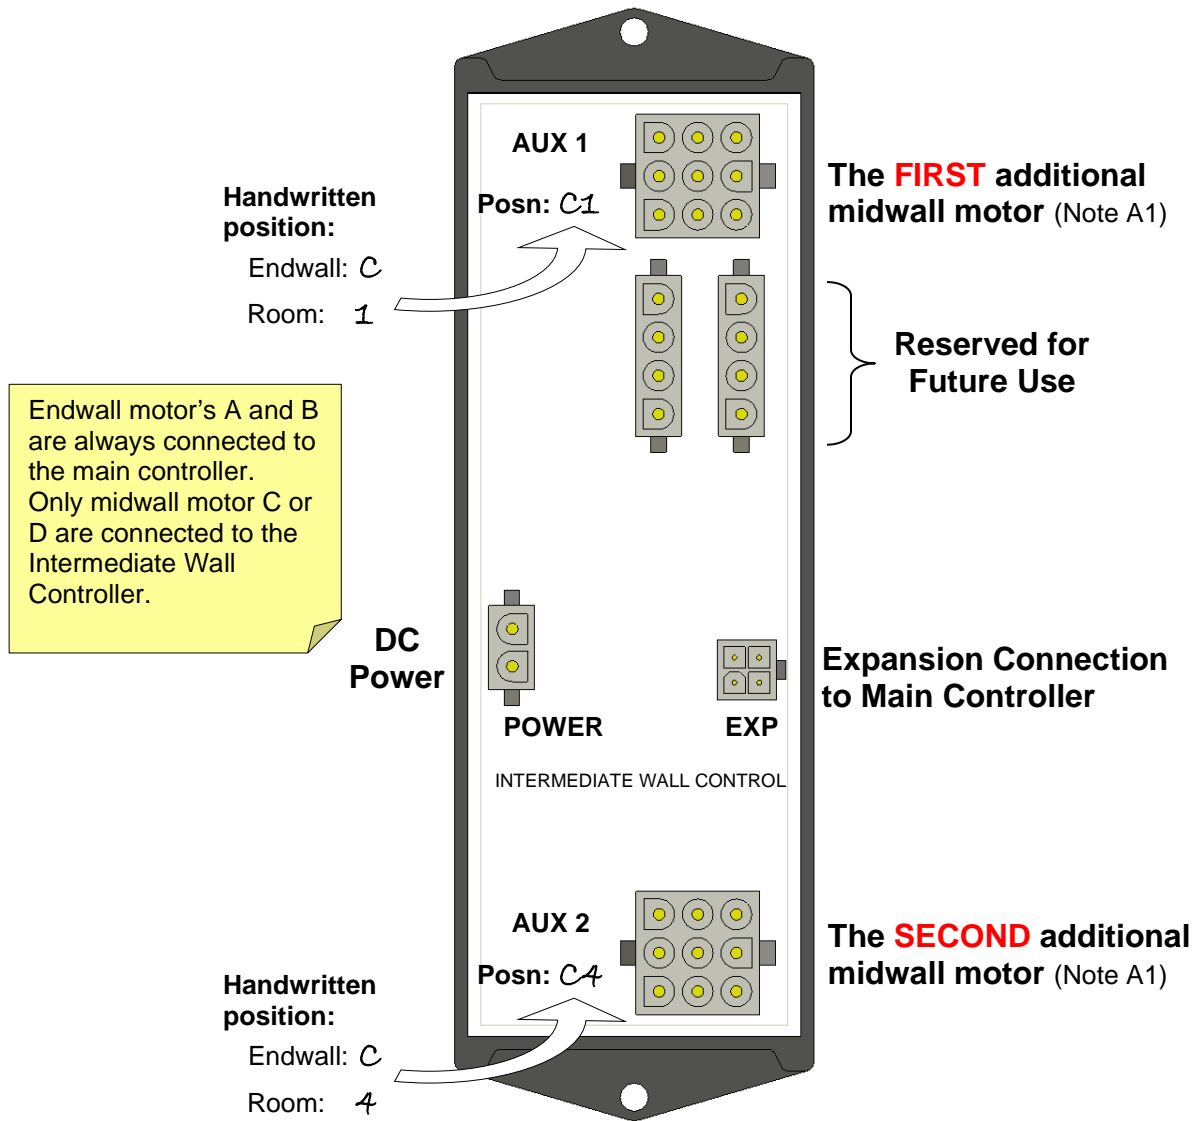 AUX 1
Posn: C1
Handwritten
position:
Endwall: C
Room: 1
The FIRST additional
midwall motor (Note A1)
Reserved for
Future Use
Endwall motor's A and B
are always connected to
the main controller.
Only midwall motor C or
D are connected to the
Intermediate Wall
Controller.
DC
Power
POWER
EXP
Expansion Connection
to Main Controller
INTERMEDIATE WALL CONTROL
AUX 2
Posn: C4
Handwritten
position:
Endwall: C
Room: 4
The SECOND additional
midwall motor (Note A1)